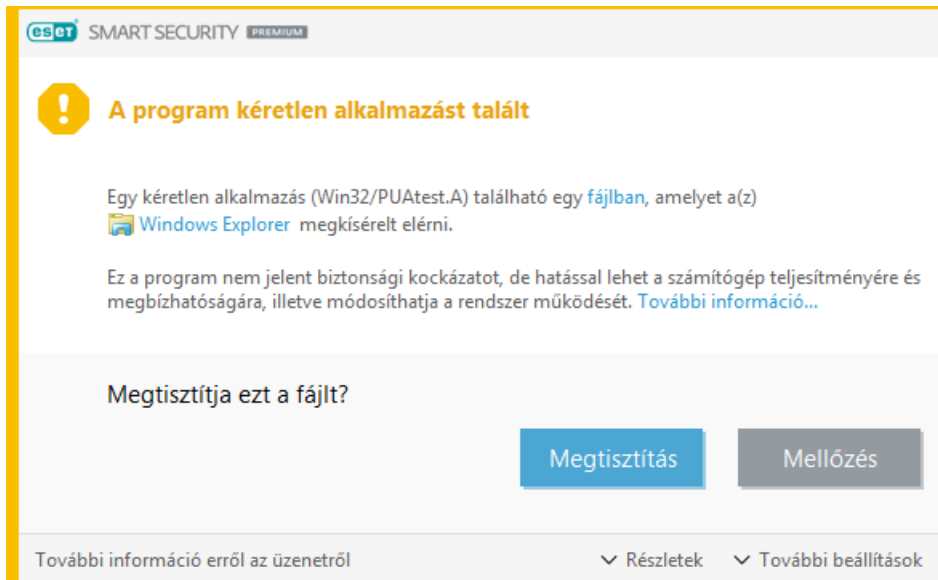 eset SMART SECURITY PREMIUM
A program kéretlen alkalmazást talált
Egy kéretlen alkalmazás (Win32/PUAtest.A) található egy fájlban, amelyet a(z)
Windows Explorer megkísérelt elérni.
Ez a program nem jelent biztonsági kockázatot, de hatással lehet a számítógép teljesítményére és
megbízhatóságára, illetve módosíthatja a rendszer működését. További információ...
Megtisztítja ezt a fájlt?
Megtisztítás Mellőzés
További információ erről az üzenetről Részletek További beállítások